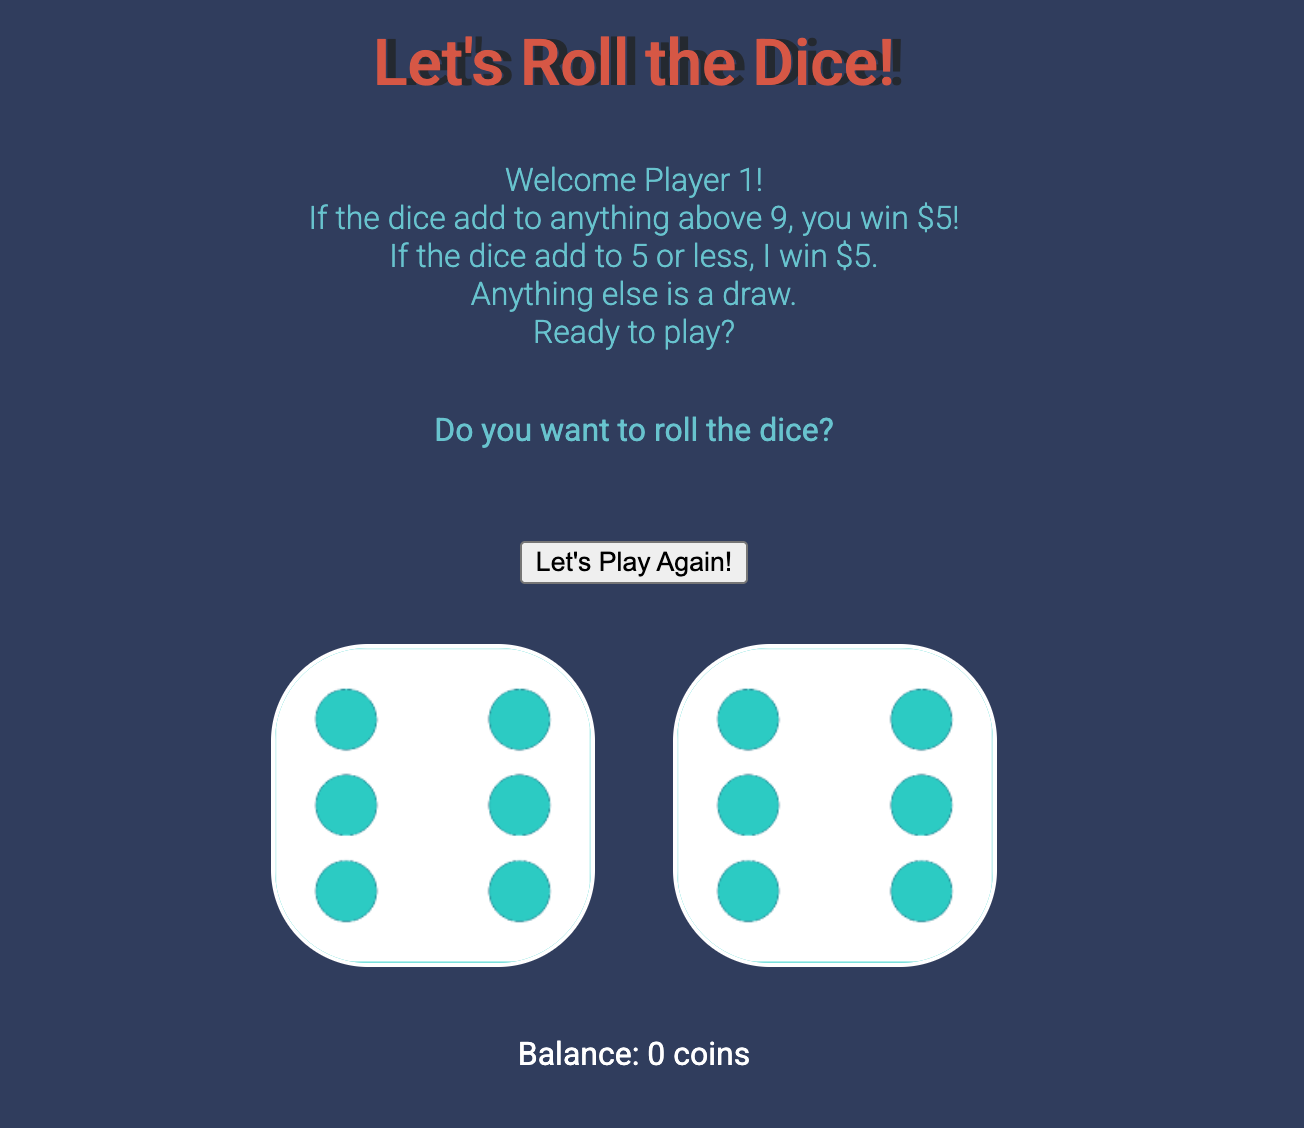 Let's Roll the Dice!
Welcome Player 1!
If the dice add to anything above 9, you win $5!
If the dice add to 5 or less, I win $5.
Anything else is a draw.
Ready to play?
Do you want to roll the dice?
Let's Play Again!
Balance: 0 coins